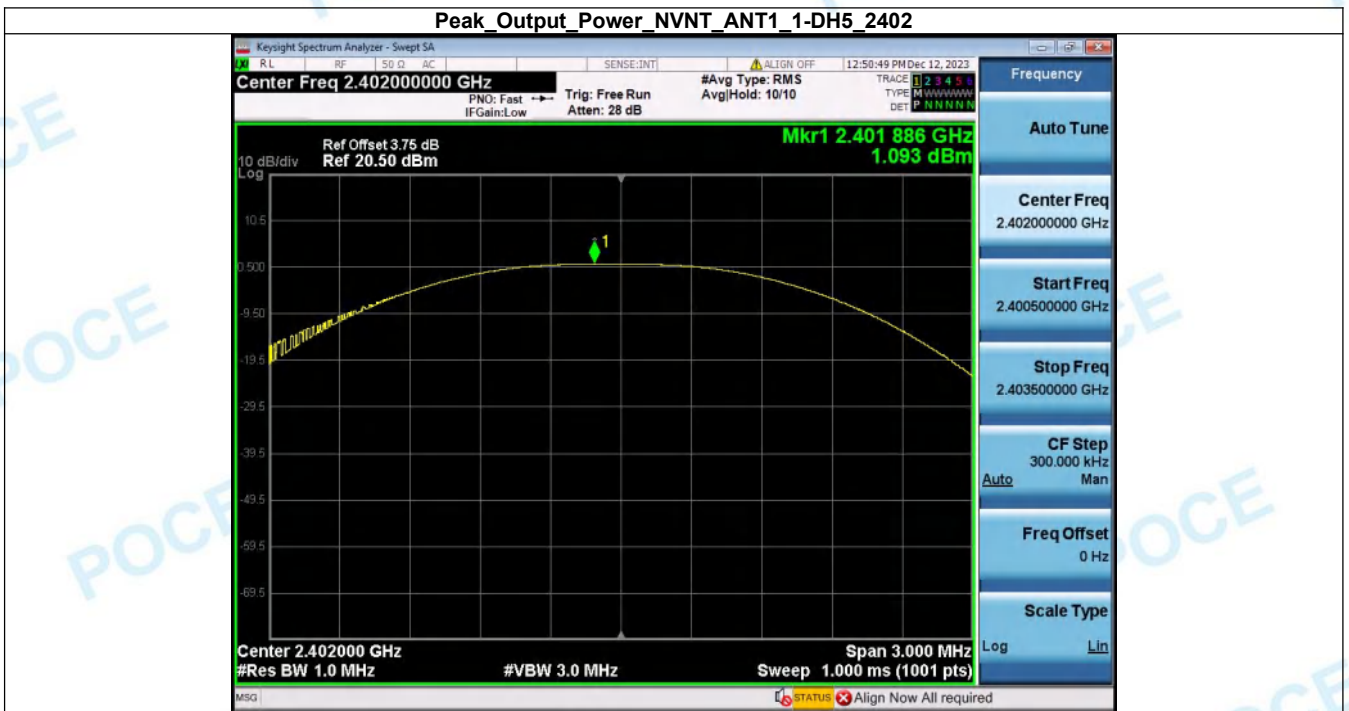 Peak_Output_Power_NVNT_ANT1_1-DH5_2402
Keysight Spectrum Analyzer - Swept SA
LXI RL RF 50 Ω AC SENSE:INT ALIGN OFF 12:50:49 PM Dec 12, 2023
Center Freq 2.402000000 GHz
PNO: Fast
IFGain:Low
Trig: Free Run
Atten: 28 dB
#Avg Type: RMS
Avg|Hold: 10/10
TRACE 1 2 3 4 5 6
TYPE M WWWWW
DET P N N N N N
Frequency
Mkr1 2.401 886 GHz
1.093 dBm
Ref Offset 3.75 dB
10 dB/div Ref 20.50 dBm
Log
10.5
0.500
-9.50
-19.5
-29.5
-39.5
-49.5
-59.5
-69.5
1
Center 2.402000 GHz
Span 3.000 MHz
#Res BW 1.0 MHz
#VBW 3.0 MHz
Sweep 1.000 ms (1001 pts)
Auto Tune
Center Freq
2.402000000 GHz
Start Freq
2.400500000 GHz
Stop Freq
2.403500000 GHz
CF Step
300.000 kHz
Auto Man
Freq Offset
0 Hz
Scale Type
Log Lin
MSG
STATUS Align Now All required
POCE
POCE
POCE